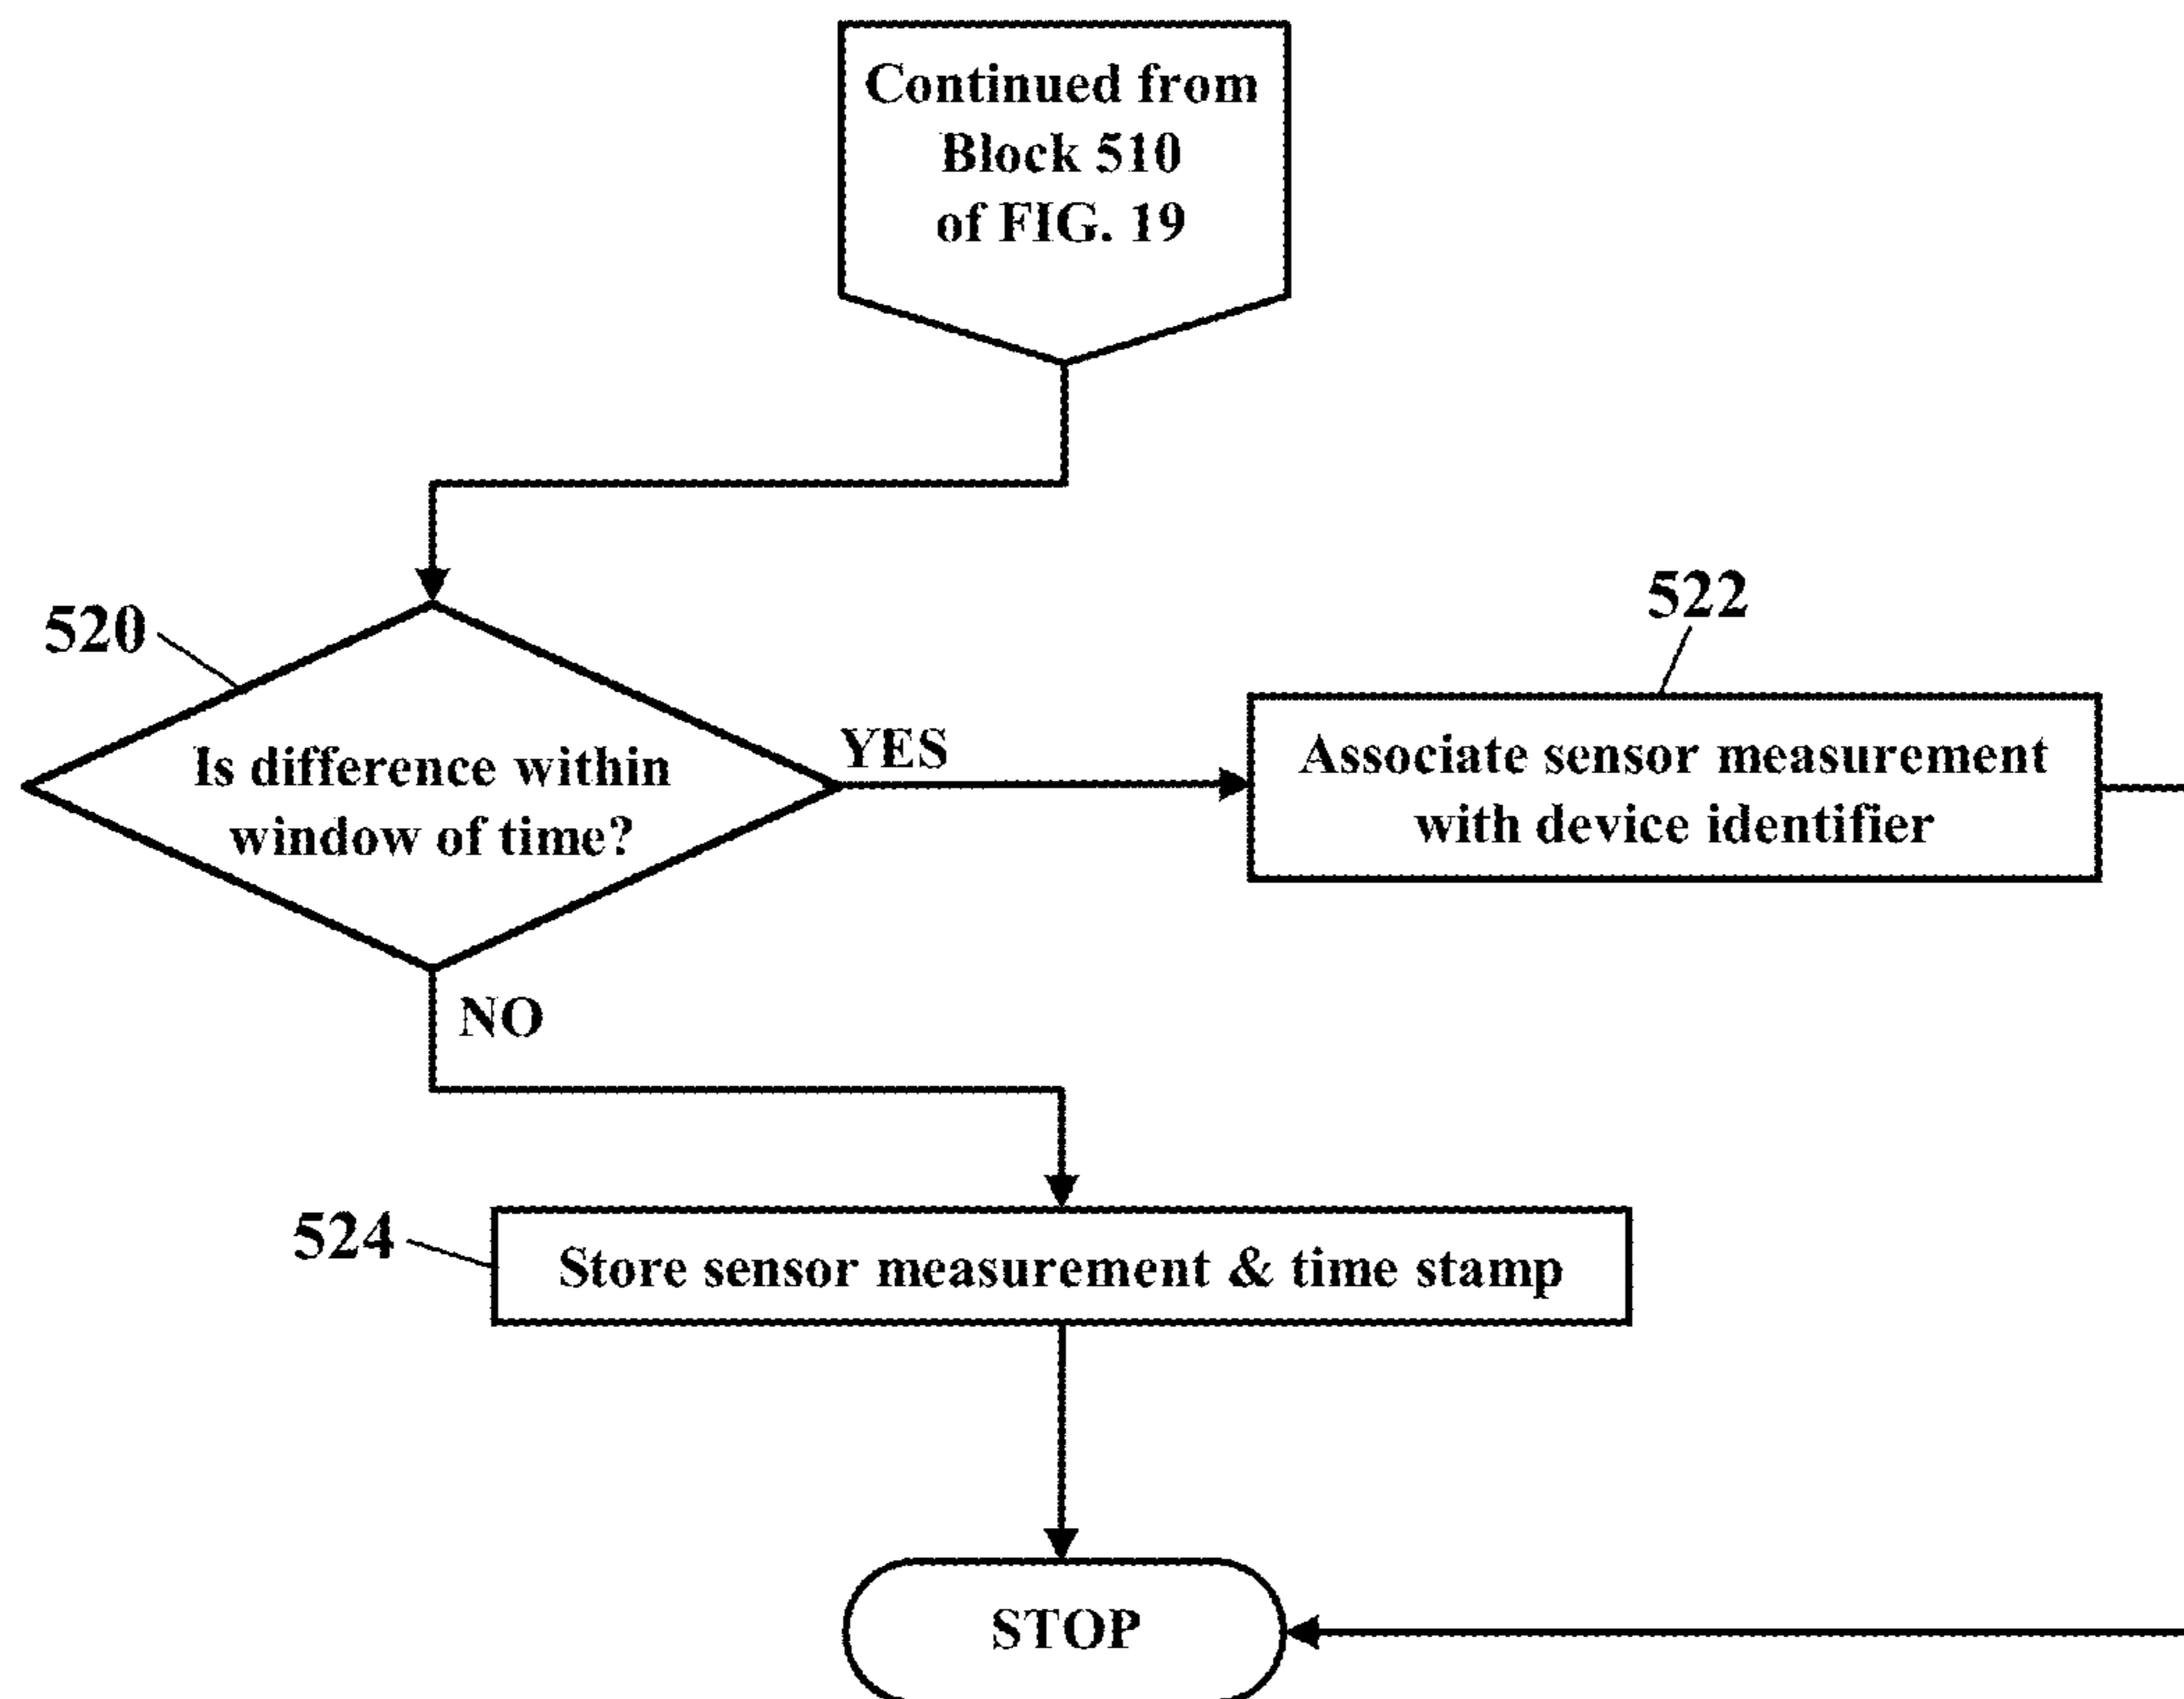 Continued from
Block 510
of FIG. 19
520
Is difference within
window of time?
YES
522
Associate sensor measurement
with device identifier
NO
524
Store sensor measurement & time stamp
STOP